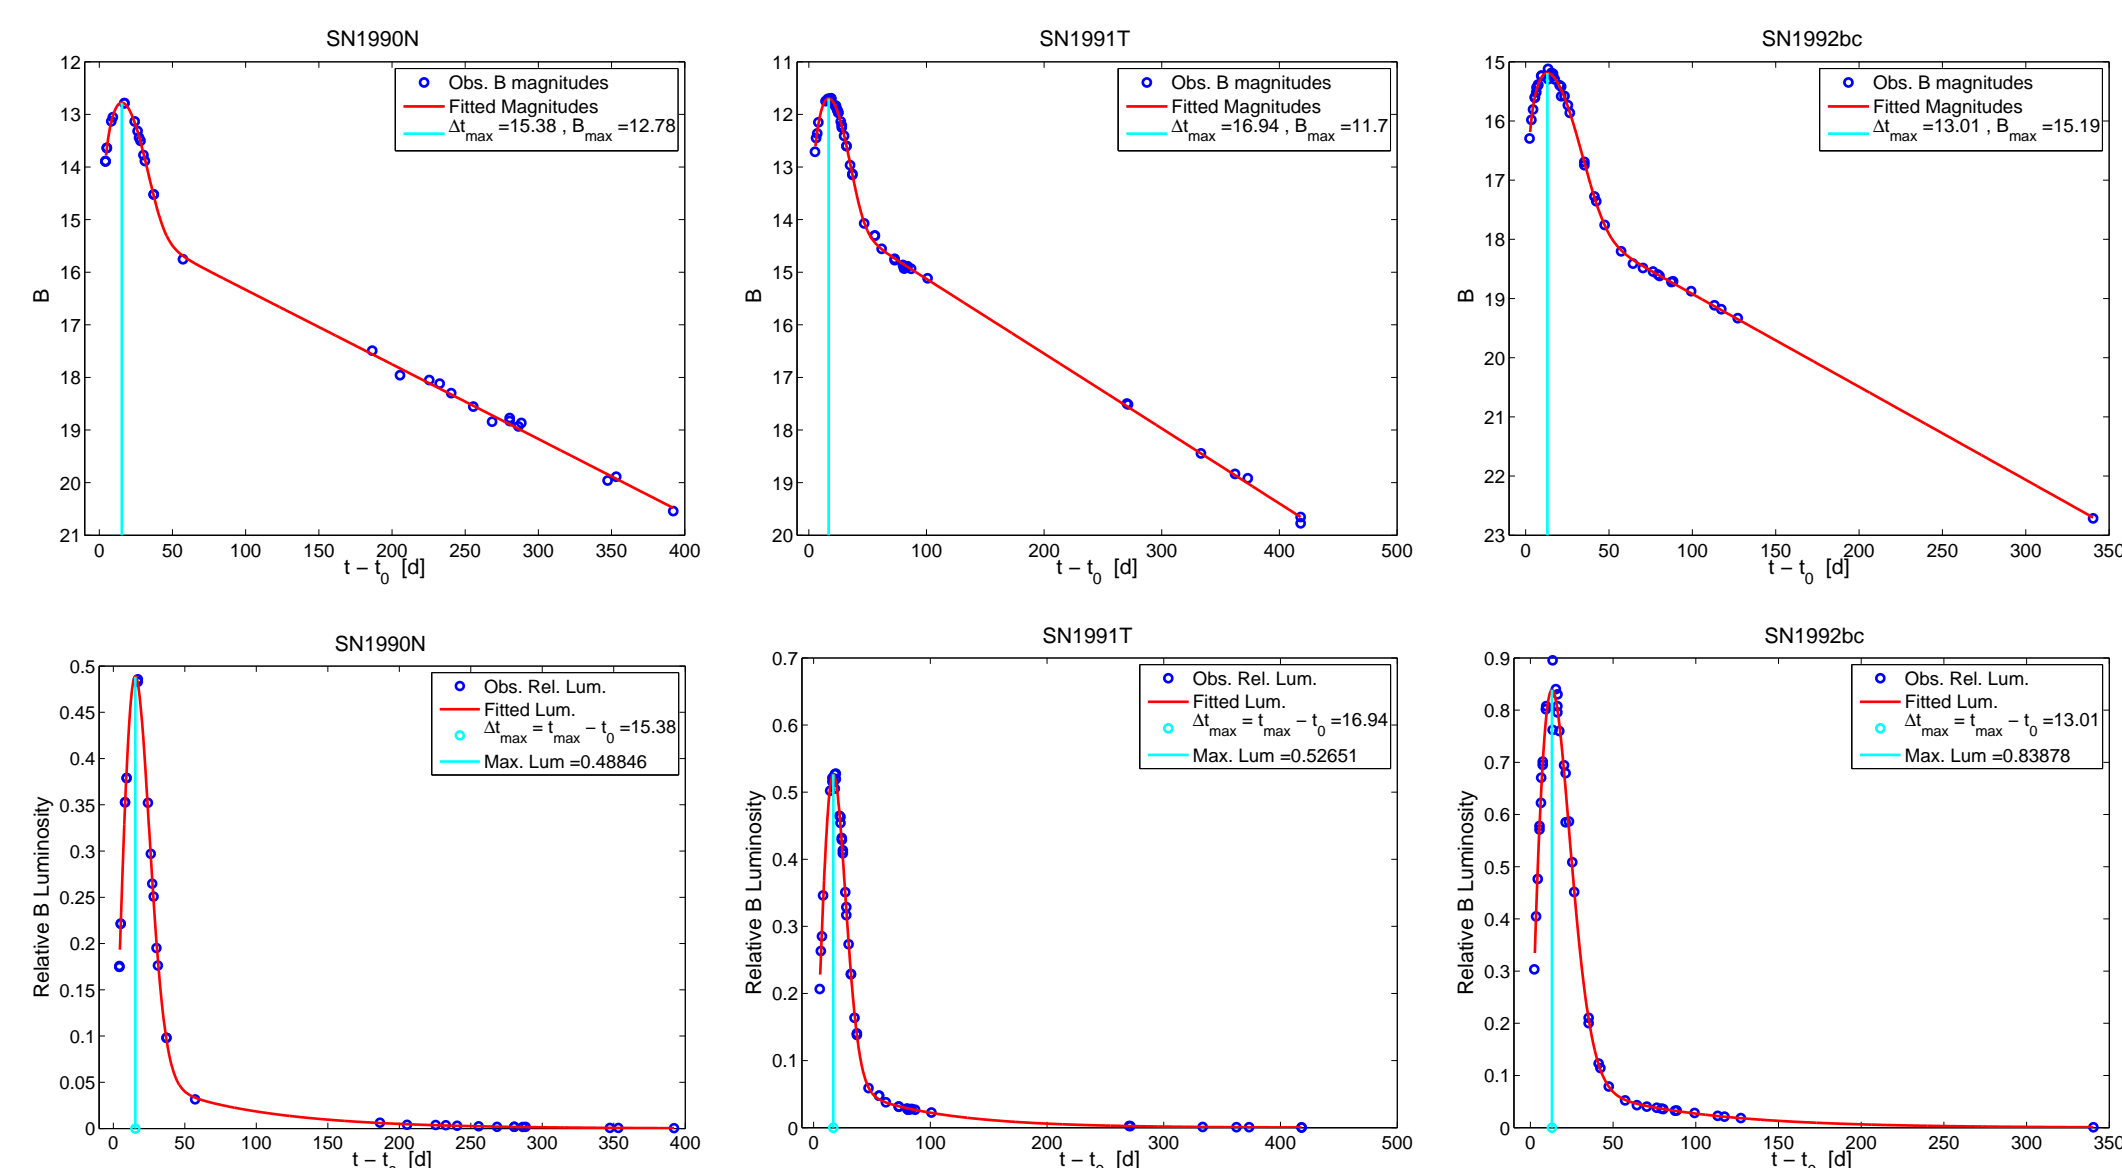 SN1990N
12
13
14
15
16
17
18
19
20
21
B
0 50 100 150 200 250 300 350 400
t − t0 [d]
Obs. B magnitudes
Fitted Magnitudes
Δtmax =15.38 , Bmax =12.78
SN1991T
11
12
13
14
15
16
17
18
19
20
B
0 100 200 300 400 500
t − t0 [d]
Obs. B magnitudes
Fitted Magnitudes
Δtmax =16.94 , Bmax =11.7
SN1992bc
15
16
17
18
19
20
21
22
23
B
0 50 100 150 200 250 300 350
t − t0 [d]
Obs. B magnitudes
Fitted Magnitudes
Δtmax =13.01 , Bmax =15.19
SN1990N
0.5
0.45
0.4
0.35
0.3
0.25
0.2
0.15
0.1
0.05
0
Relative B Luminosity
0 50 100 150 200 250 300 350 400
t − t0 [d]
Obs. Rel. Lum.
Fitted Lum.
Δtmax = tmax − t0 =15.38
Max. Lum =0.48846
SN1991T
0.7
0.6
0.5
0.4
0.3
0.2
0.1
0
Relative B Luminosity
0 100 200 300 400 500
t − t0 [d]
Obs. Rel. Lum.
Fitted Lum.
Δtmax = tmax − t0 =16.94
Max. Lum =0.52651
SN1992bc
0.9
0.8
0.7
0.6
0.5
0.4
0.3
0.2
0.1
0
Relative B Luminosity
0 50 100 150 200 250 300 350
t − t0 [d]
Obs. Rel. Lum.
Fitted Lum.
Δtmax = tmax − t0 =13.01
Max. Lum =0.83878